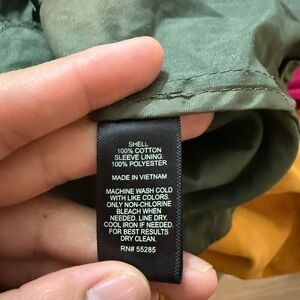 SHELL
100% COTTON
SLEEVE LINING
100% POLYESTER
MADE IN VIETNAM
MACHINE WASH COLD
WITH LIKE COLORS.
ONLY NON-CHLORINE
BLEACH WHEN
NEEDED. LINE DRY.
COOL IRON IF NEEDED.
FOR BEST RESULTS
DRY CLEAN.
RN# 55285